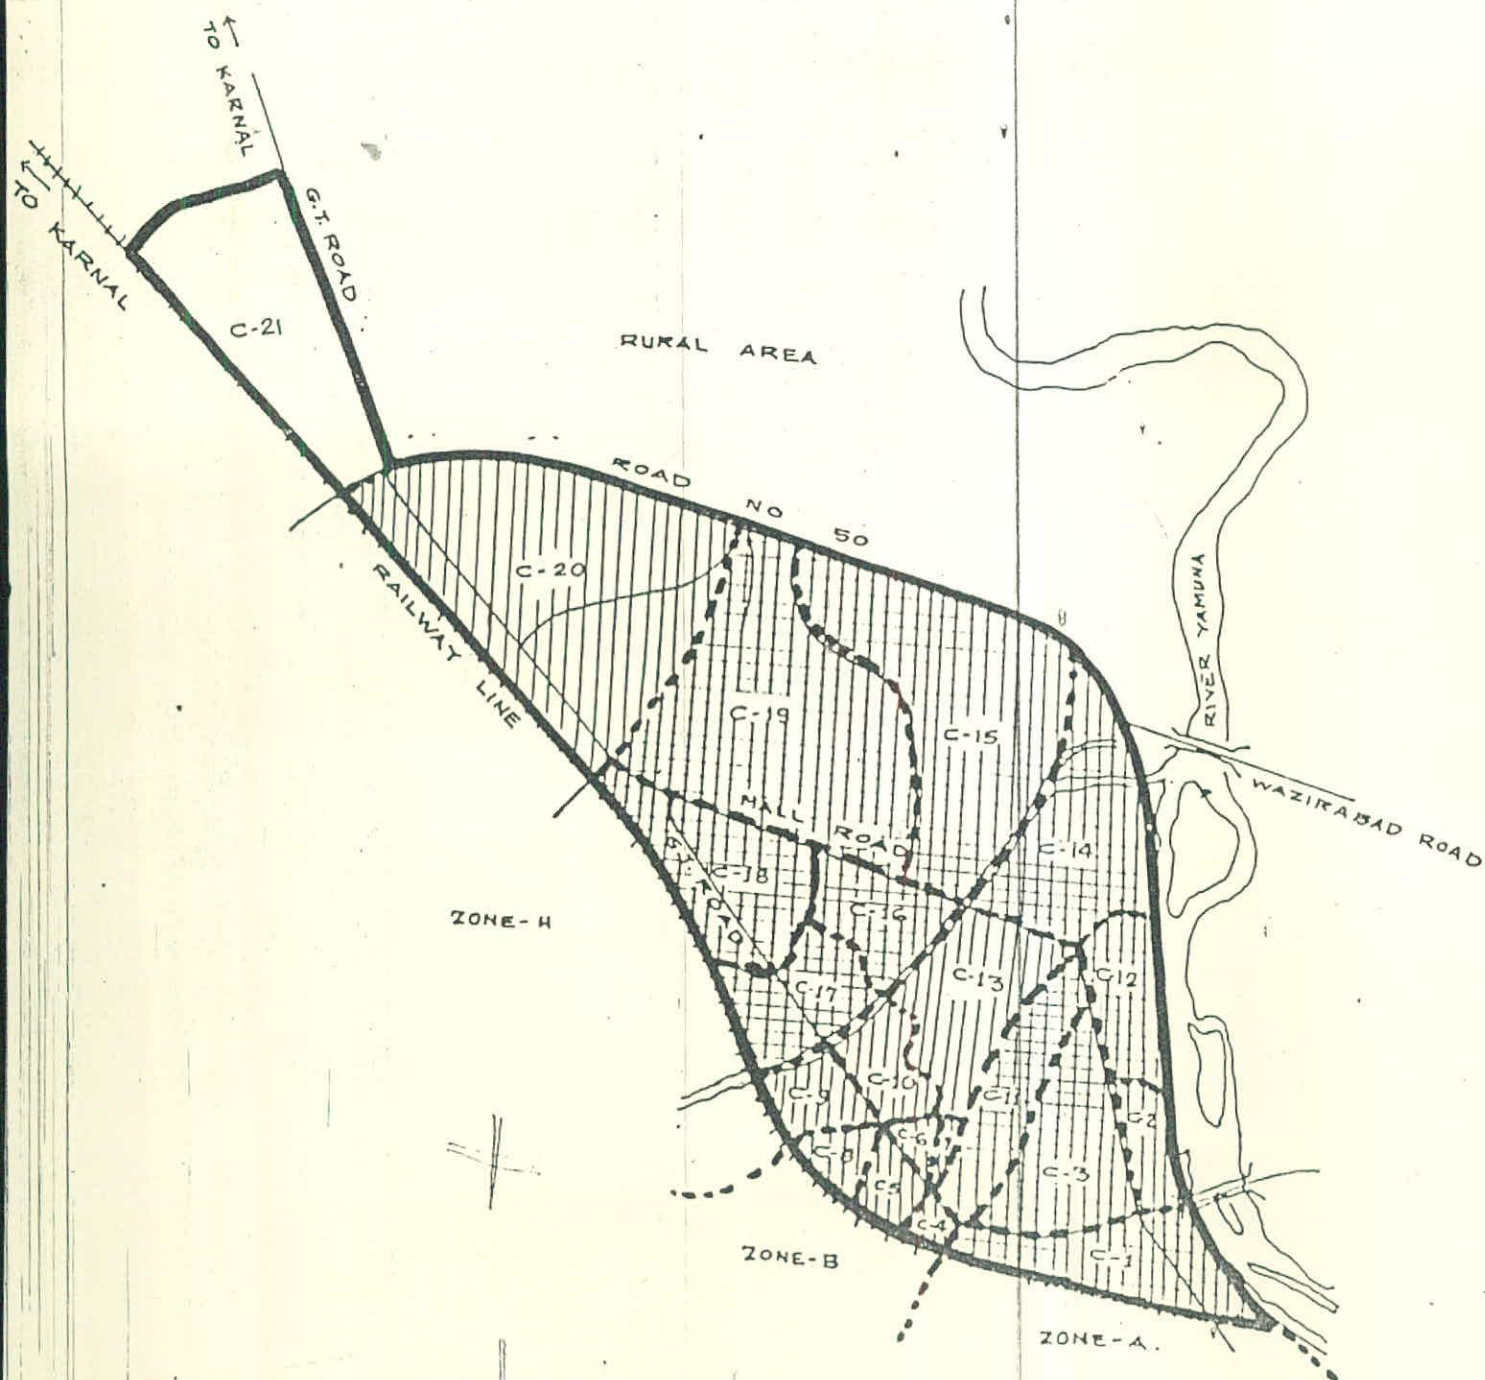 TO KARNAL
TO KARNAL
G.T. ROAD
C-21
RURAL AREA
ROAD NO 50
C-20
RAILWAY LINE
RIVER YAMUNA
C-19
C-15
WAZIRABAD ROAD
MALL ROAD
C-14
G.T. ROAD
C-18
C-16
ZONE-H
C-13
C-12
C-17
C-10
C-9
C-11
C-2
C-6
7
C-8
C-3
C-5
C-4
C-1
ZONE-B
ZONE-A.